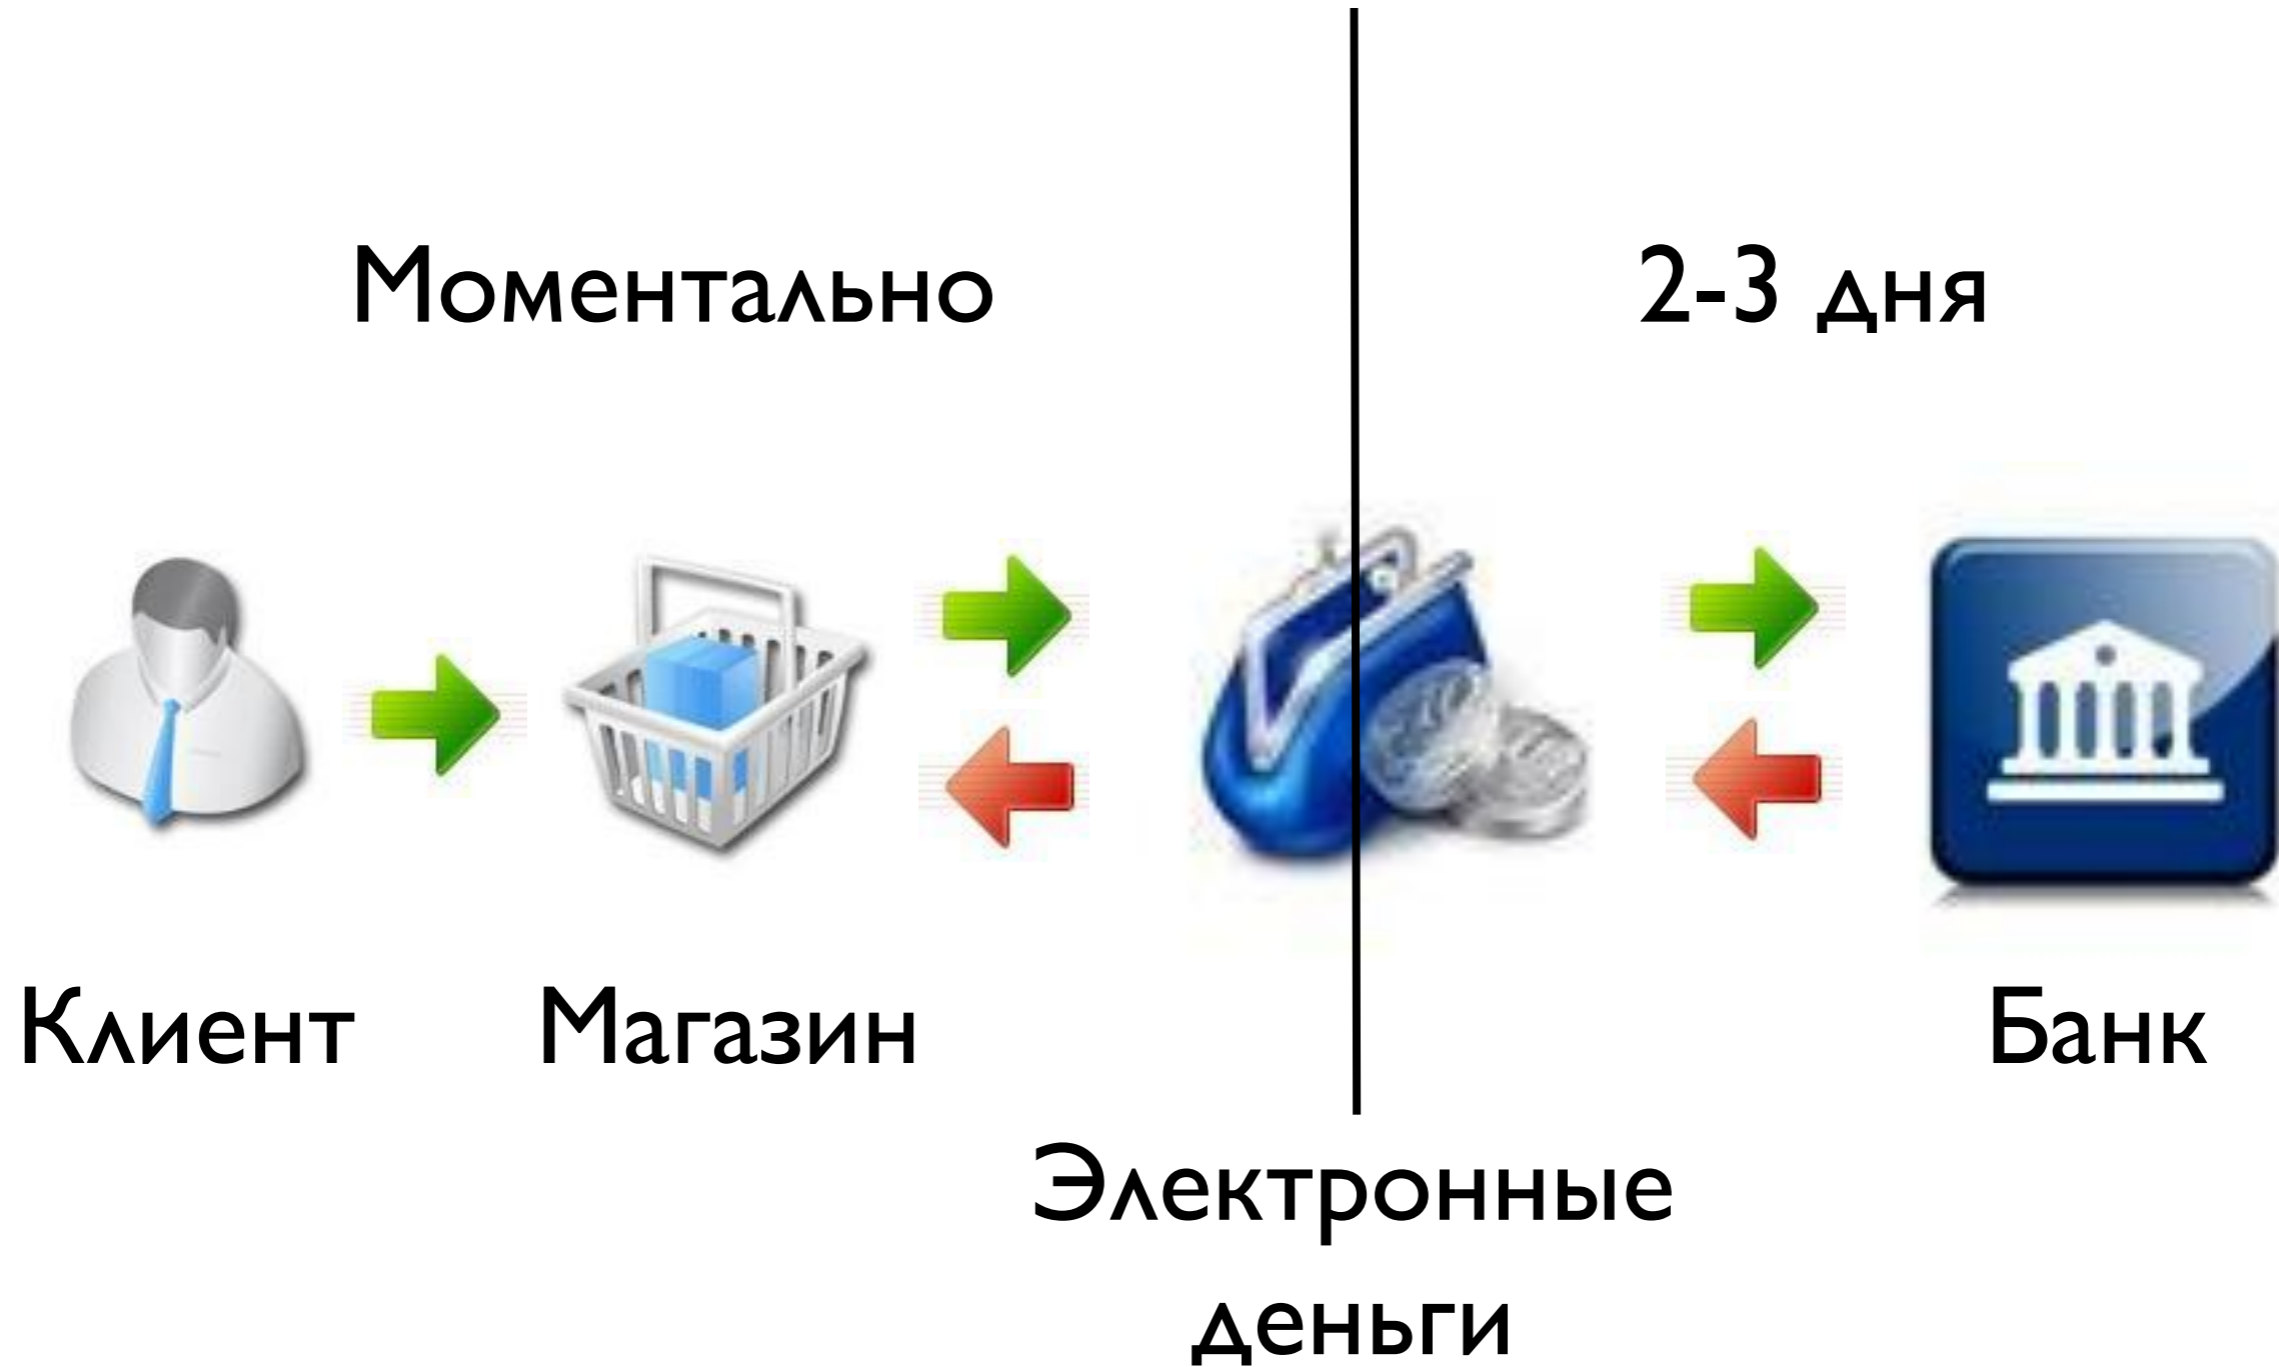 Моментально
2-3 дня
Клиент
Магазин
Банк
Электронные
деньги